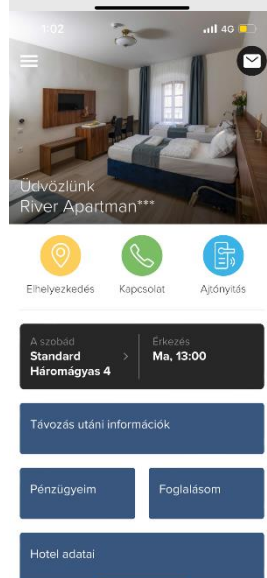 1:02
4G
Üdvözlünk
River Apartman***
Elhelyezkedés
Kapcsolat
Ajtónyitás
A szobád
Standard
Háromágyas 4
Érkezés
Ma, 13:00
Távozás utáni információk
Pénzügyeim
Foglalásom
Hotel adatai